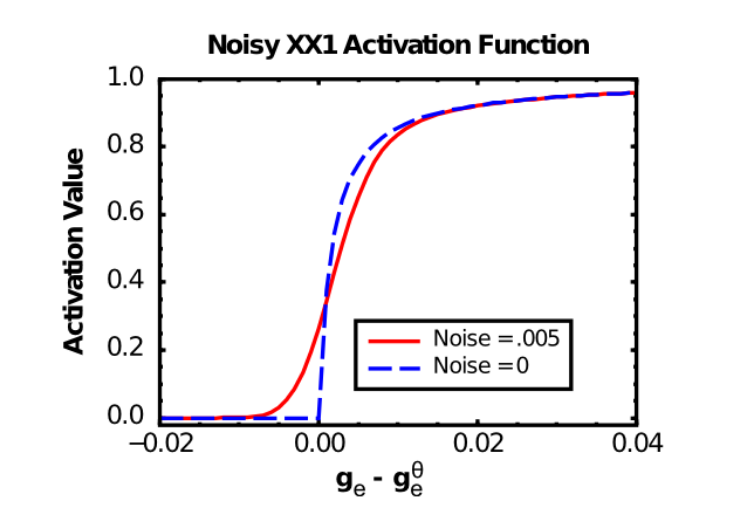 Noisy XX1 Activation Function
Activation Value
1.0
0.8
0.6
0.4
0.2
0.0
Noise = .005
Noise = 0
−0.02 0.00 0.02 0.04
gₑ - gₑᶿ